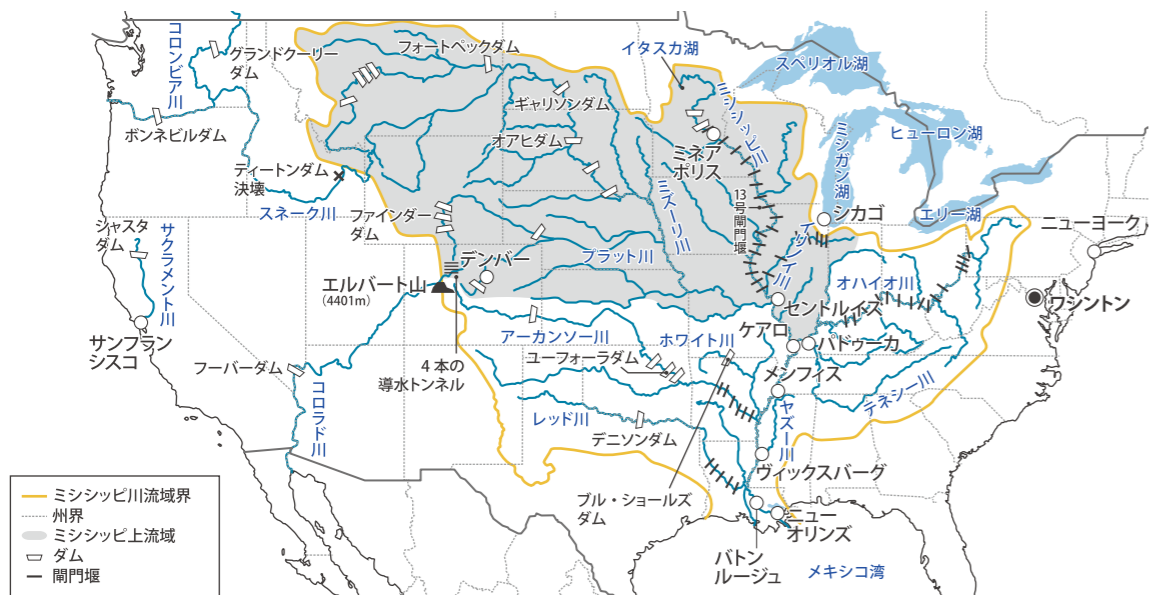 コロンビア川
グランドクーリー
ダム
ボンネビルダム
フォートペックダム
イタスカ湖
スペリオル湖
ミシシッピ川
ギャリソンダム
オアヒダム
ミネア
ポリス
ミシガン湖
ヒューロン湖
ティートンダム
決壊
スネーク川
ファインダー
ダム
ミズーリ川
13号閘門堰
シカゴ
エリー湖
ニューヨーク
シャスタ
ダム
サクラメント川
デンバー
プラット川
イリノイ川
オハイオ川
エルバート山
(4401m)
セントルイス
ワシントン
サンフラン
シスコ
アーカンソー川
ホワイト川
ケアロ
パドゥーカ
ユーフォーラダム
フーバーダム
4本の
導水トンネル
メンフィス
テネシー川
コロラド川
レッド川
デニソンダム
ヤズー川
ヴィックスバーグ
ブル・ショールズ
ダム
ニュー
オリンズ
バトン
ルージュ
メキシコ湾
ミシシッピ川流域界
州界
ミシシッピ上流域
ダム
閘門堰